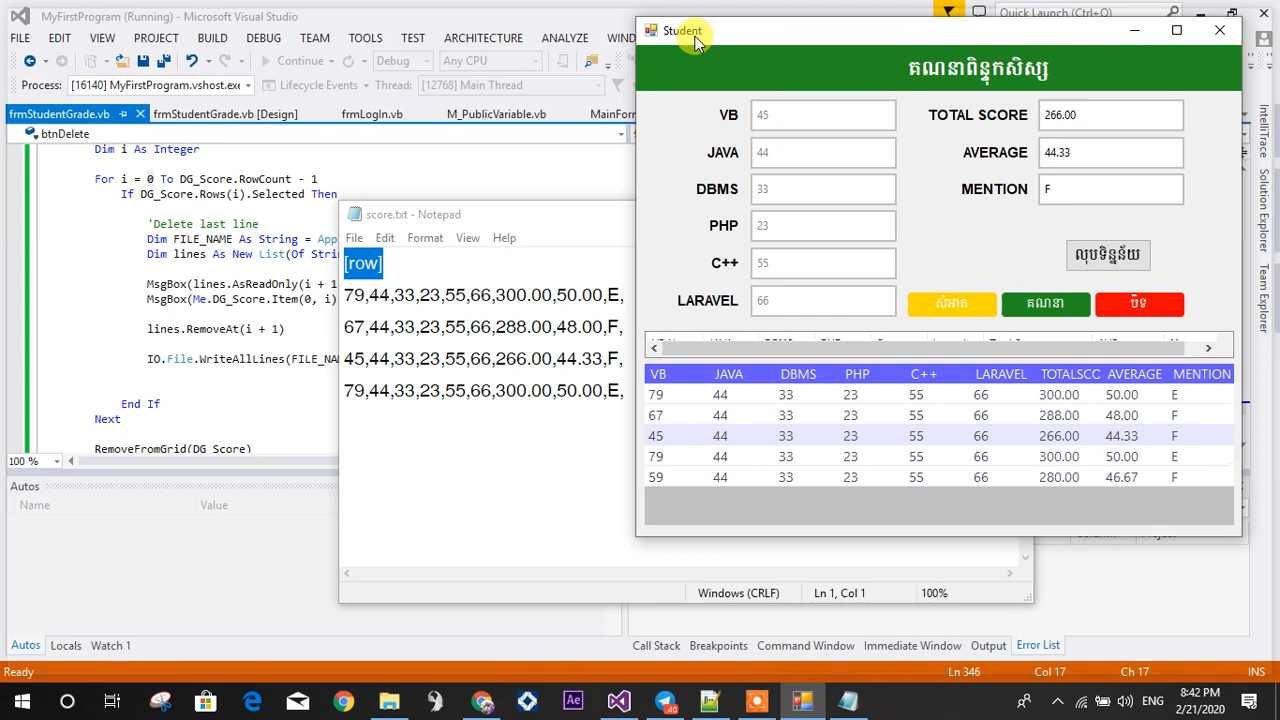 MyFirstProgram (Running) - Microsoft Visual Studio
Quick Launch (Ctrl+Q)
FILE EDIT VIEW PROJECT BUILD DEBUG TEAM TOOLS TEST ARCHITECTURE ANALYZE
Continue Debug Any CPU
Process: [16140] MyFirstProgram.vshost.exe Lifecycle Events Thread: [12768] Main Thread
frmStudentGrade.vb frmStudentGrade.vb [Design] frmLogIn.vb M_PublicVariable.vb
btnDelete
Dim i As Integer
For i = 0 To DG_Score.RowCount - 1
If DG_Score.Rows(i).Selected Then
'Delete last line
Dim FILE_NAME As String =
Dim lines As New List(Of
MsgBox(lines.AsReadOnly(i + 1
MsgBox(Me.DG_Score.Item(0, i)
lines.RemoveAt(i + 1)
IO.File.WriteAllLines(
End If
Next
RemoveFromGrid(DG_Score)
100 %
Autos
Name Value
Autos Locals Watch 1
Call Stack Breakpoints Command Window Immediate Window Output Error List
Ready Ln 346 Col 17 Ch 17 INS
IntelliTrace
Solution Explorer
Team Explorer
score.txt - Notepad
File Edit Format View Help
[row]
79,44,33,23,55,66,300.00,50.00,E,
67,44,33,23,55,66,288.00,48.00,F,
45,44,33,23,55,66,266.00,44.33,F,
79,44,33,23,55,66,300.00,50.00,E,
Windows (CRLF) Ln 1, Col 1 100%
Student
គណនាពិន្ទុកសិស្ស
VB 45 TOTAL SCORE 266.00
JAVA 44 AVERAGE 44.33
DBMS 33 MENTION F
PHP 23
លុបទិន្នន័យ
C++ 55
LARAVEL 66
សំអាត គណនា បិទ
VB JAVA DBMS PHP C++ LARAVEL TOTALSCC AVERAGE MENTION
79 44 33 23 55 66 300.00 50.00 E
67 44 33 23 55 66 288.00 48.00 F
45 44 33 23 55 66 266.00 44.33 F
79 44 33 23 55 66 300.00 50.00 E
59 44 33 23 55 66 280.00 46.67 F
40
Ae
ENG
8:42 PM
2/21/2020